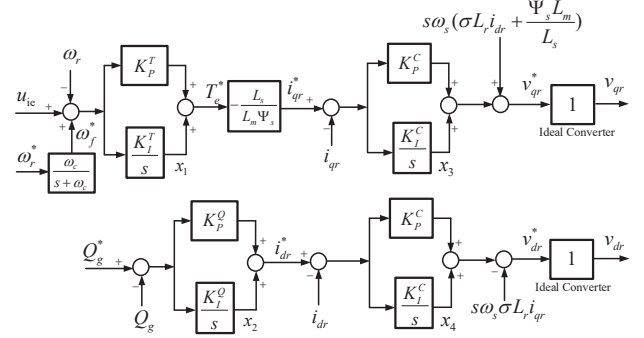 sω_s(σL_r i_dr + Ψ_s L_m / L_s)
ω_r
K_P^T
K_P^C
u_ie
+ − +
ω_f^*
+ +
T_e^*
− L_s / L_m Ψ_s
i_qr^*
+ −
+ +
+ +
v_qr^*
1
v_qr
Ideal Converter
ω_r^*
ω_c / s + ω_c
K_I^T / s
x_1
i_qr
K_I^C / s
x_3
K_P^Q
K_P^C
Q_g^*
+ −
+ +
i_dr^*
+ −
+ +
+ −
v_dr^*
1
v_dr
Ideal Converter
Q_g
K_I^Q / s
x_2
i_dr
K_I^C / s
x_4
sω_s σL_r i_qr